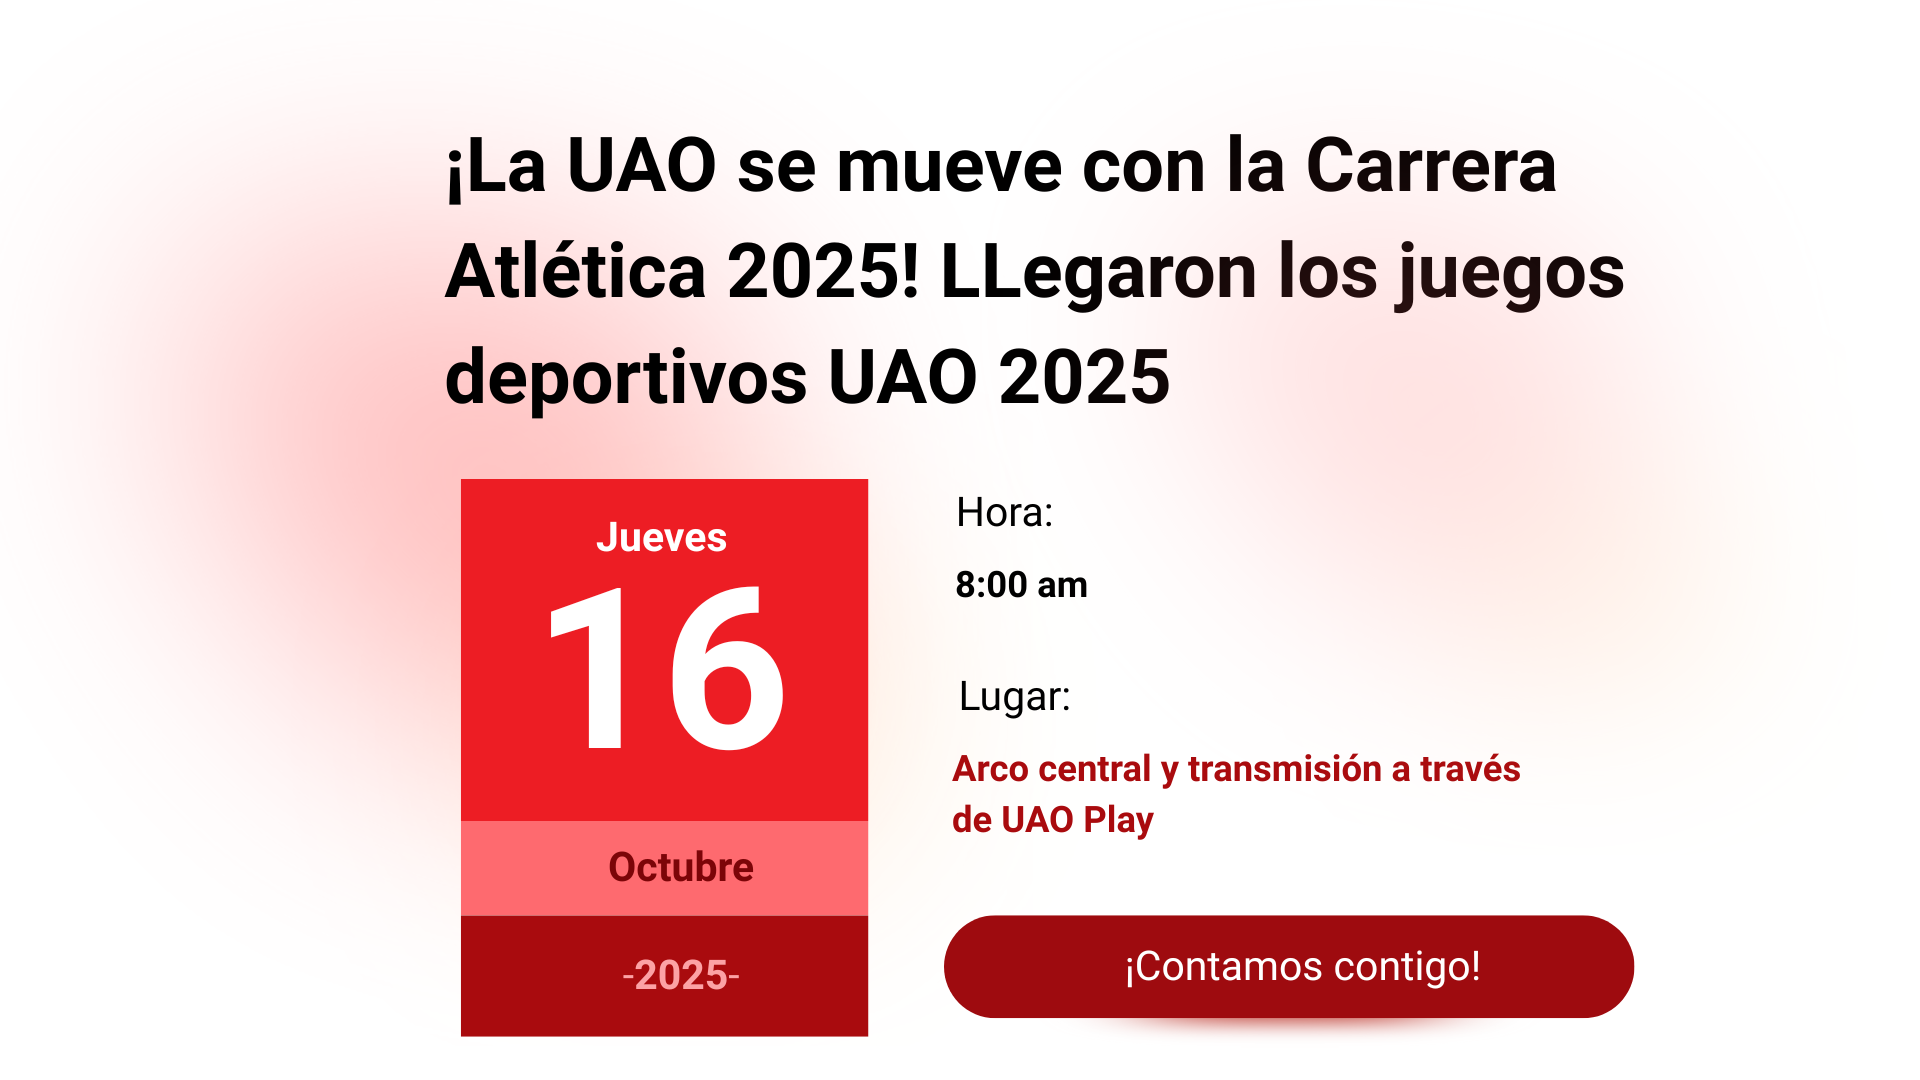 ¡La UAO se mueve con la Carrera
Atlética 2025! LLegaron los juegos
deportivos UAO 2025
Jueves
16
Octubre
-2025-
Hora:
8:00 am
Lugar:
Arco central y transmisión a través
de UAO Play
¡Contamos contigo!